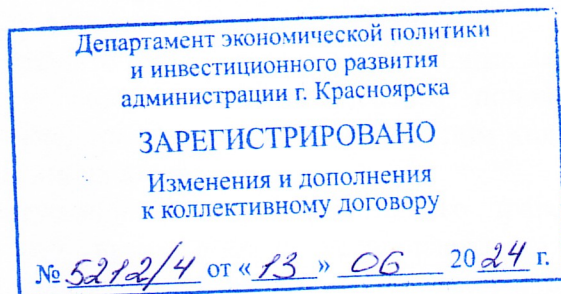 Департамент экономической политики
и инвестиционного развития
администрации г. Красноярска
ЗАРЕГИСТРИРОВАНО
Изменения и дополнения
к коллективному договору
№ 5212/4 от «13» 06 2024 г.